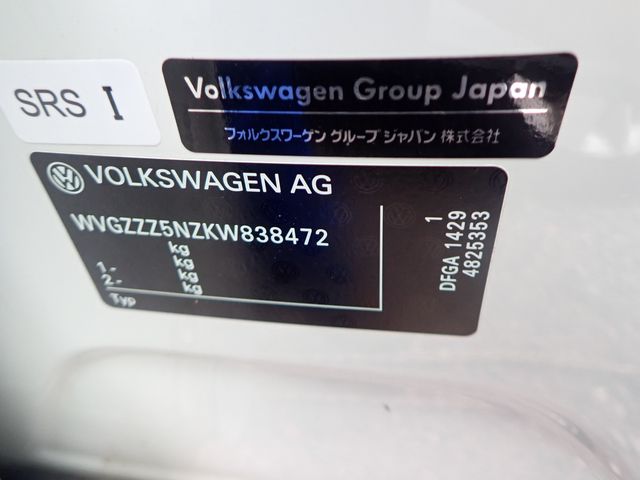 SRS I
Volkswagen Group Japan
フォルクスワーゲン グループ ジャパン 株式会社
VOLKSWAGEN AG
WVGZZZ5NZKW838472
kg
kg
1.- kg
2.- kg
Typ
1
DFGA 1429
4825353